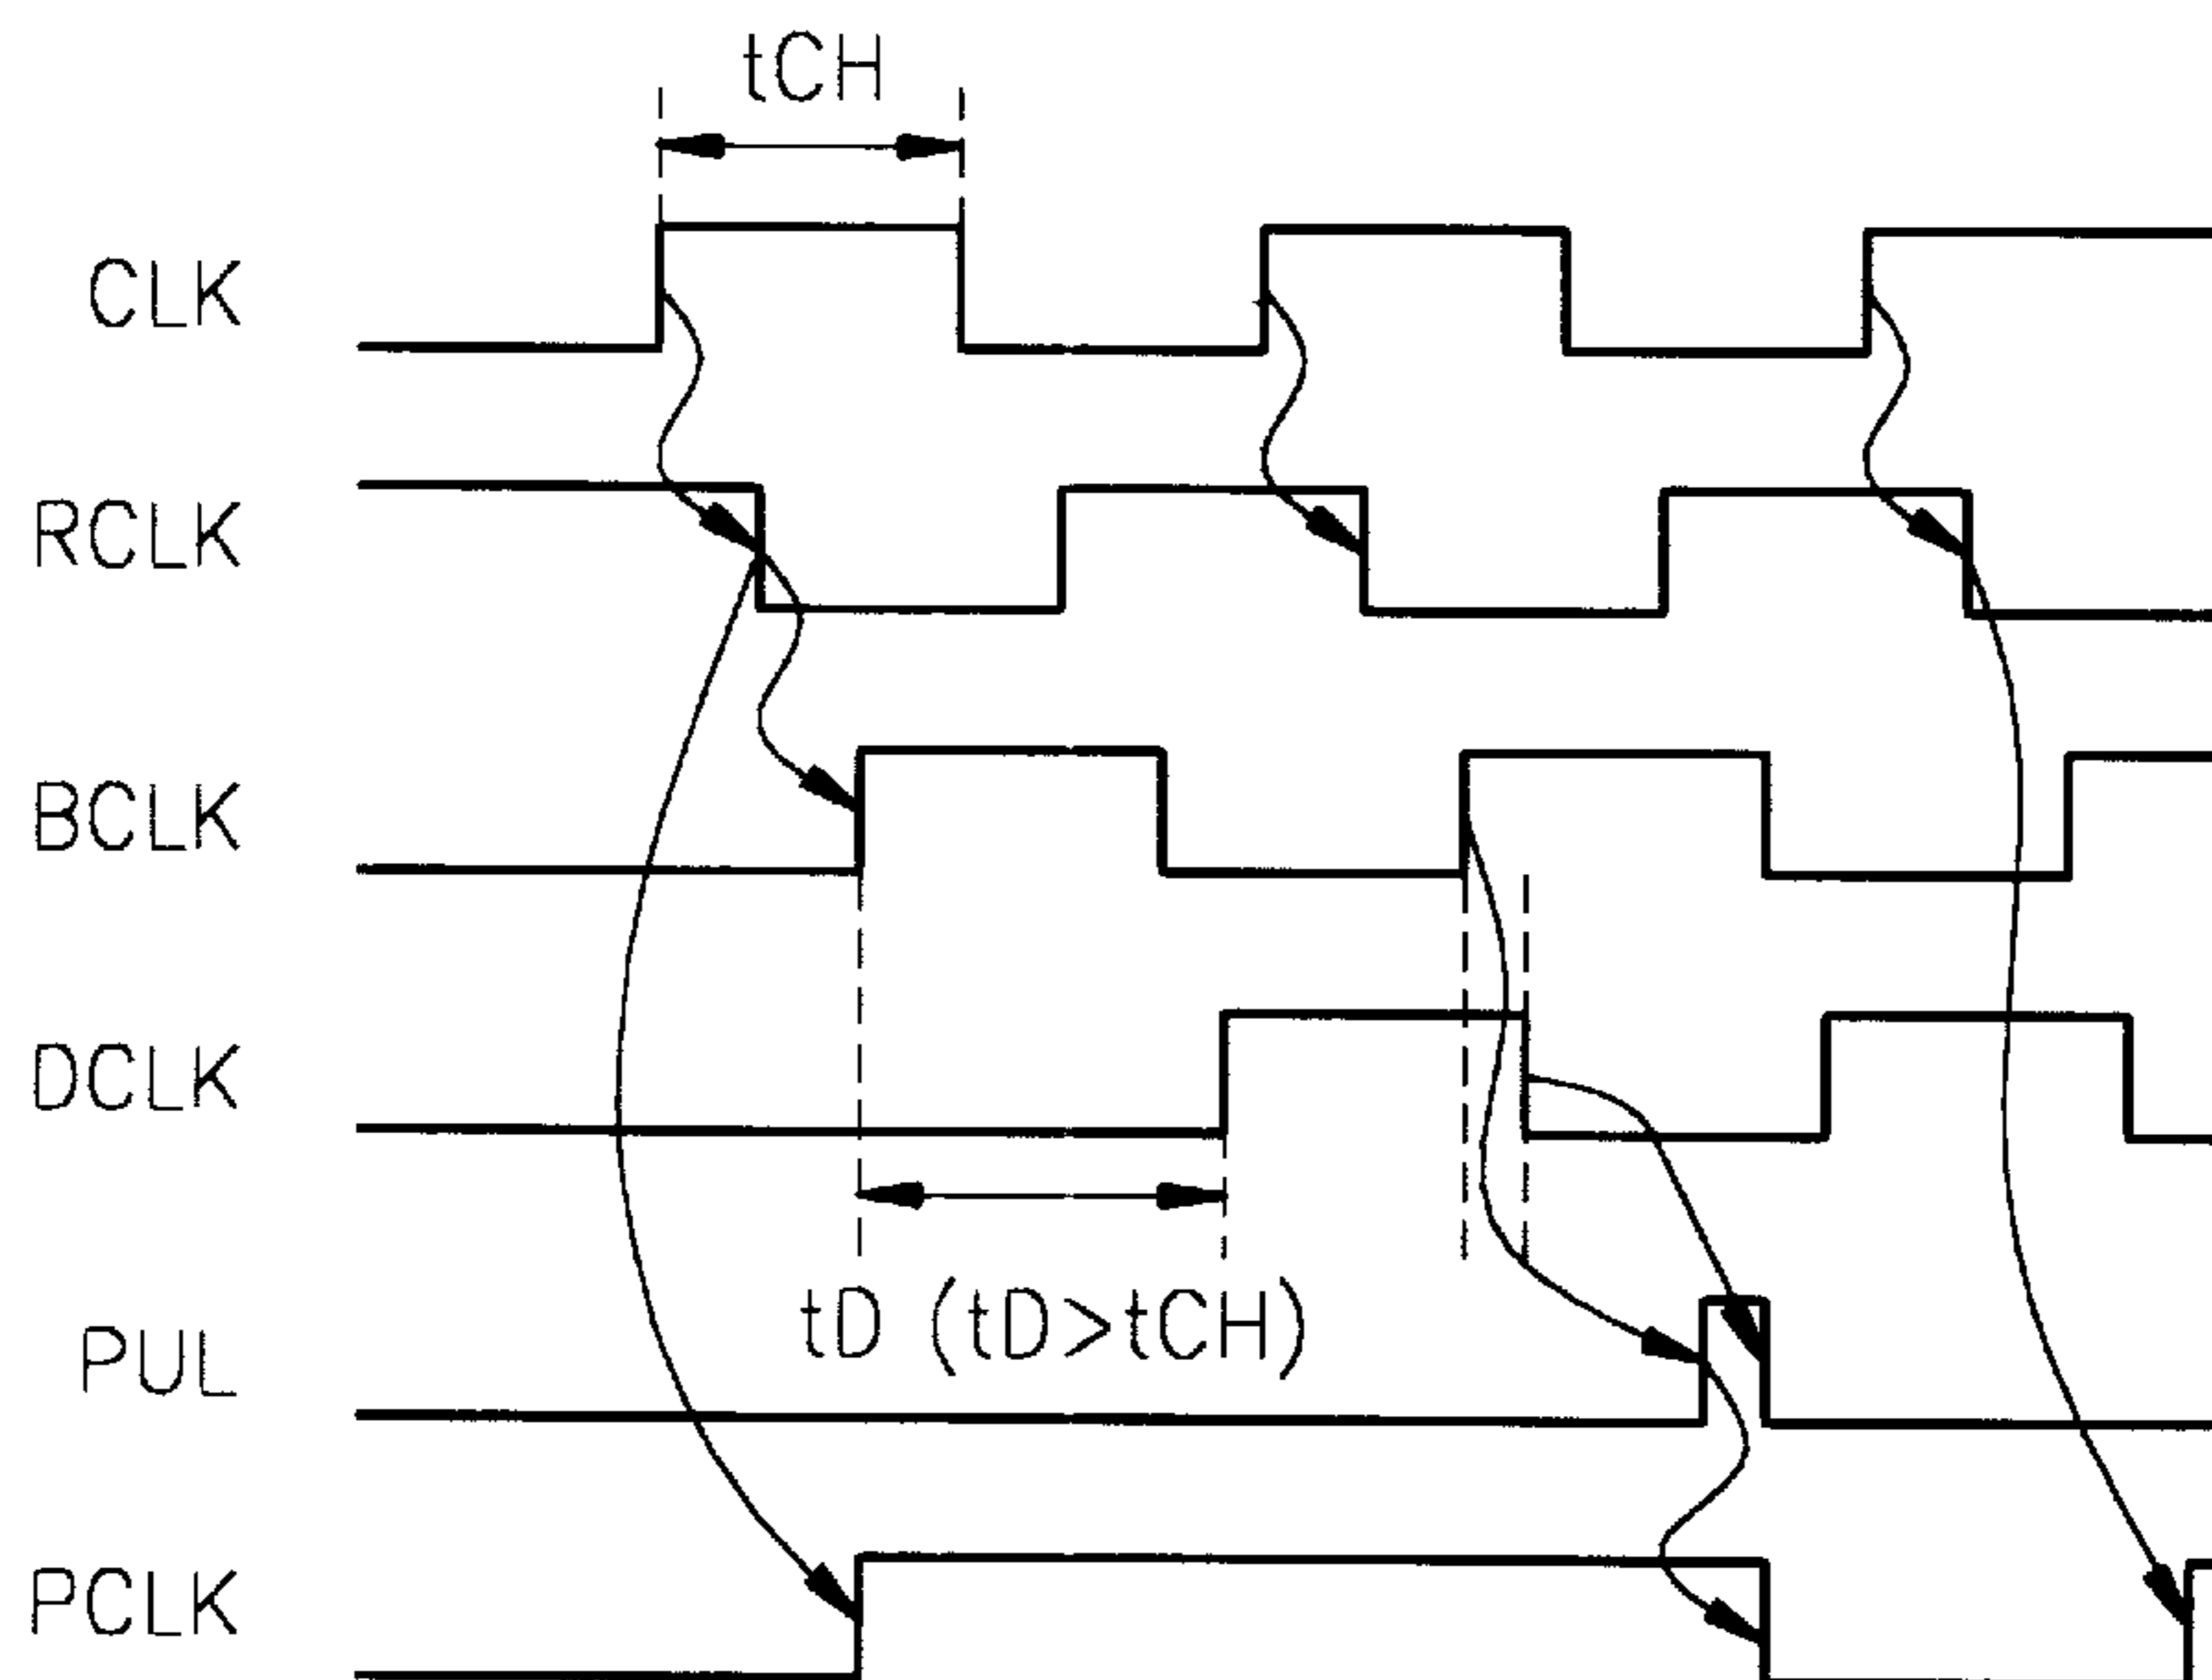 tCH
CLK
RCLK
BCLK
DCLK
tD (tD>tCH)
PUL
PCLK